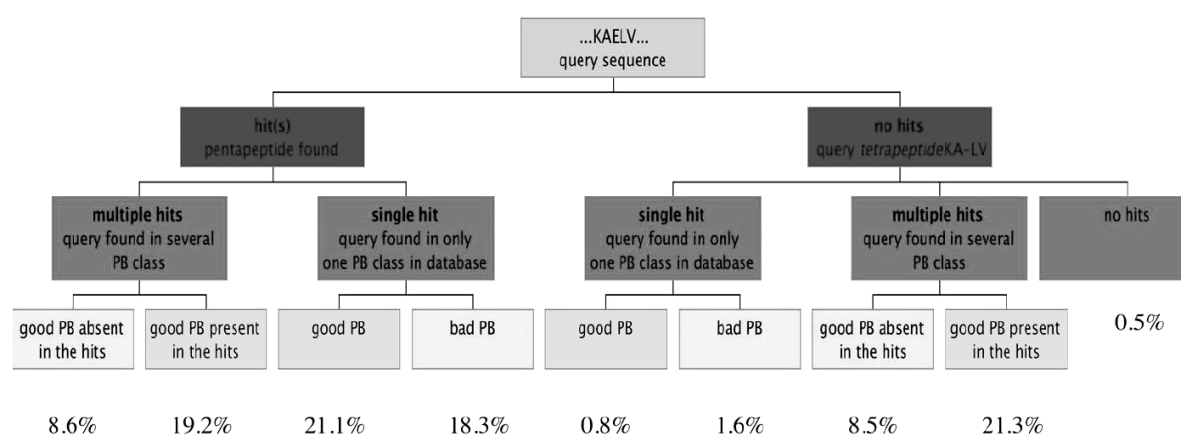 ...KAELV...
query sequence
hit(s)
pentapeptide found
no hits
query tetrapeptideKA-LV
multiple hits
query found in several
PB class
single hit
query found in only
one PB class in database
single hit
query found in only
one PB class in database
multiple hits
query found in several
PB class
no hits
good PB absent
in the hits
good PB present
in the hits
good PB
bad PB
good PB
bad PB
good PB absent
in the hits
good PB present
in the hits
0.5%
8.6%
19.2%
21.1%
18.3%
0.8%
1.6%
8.5%
21.3%